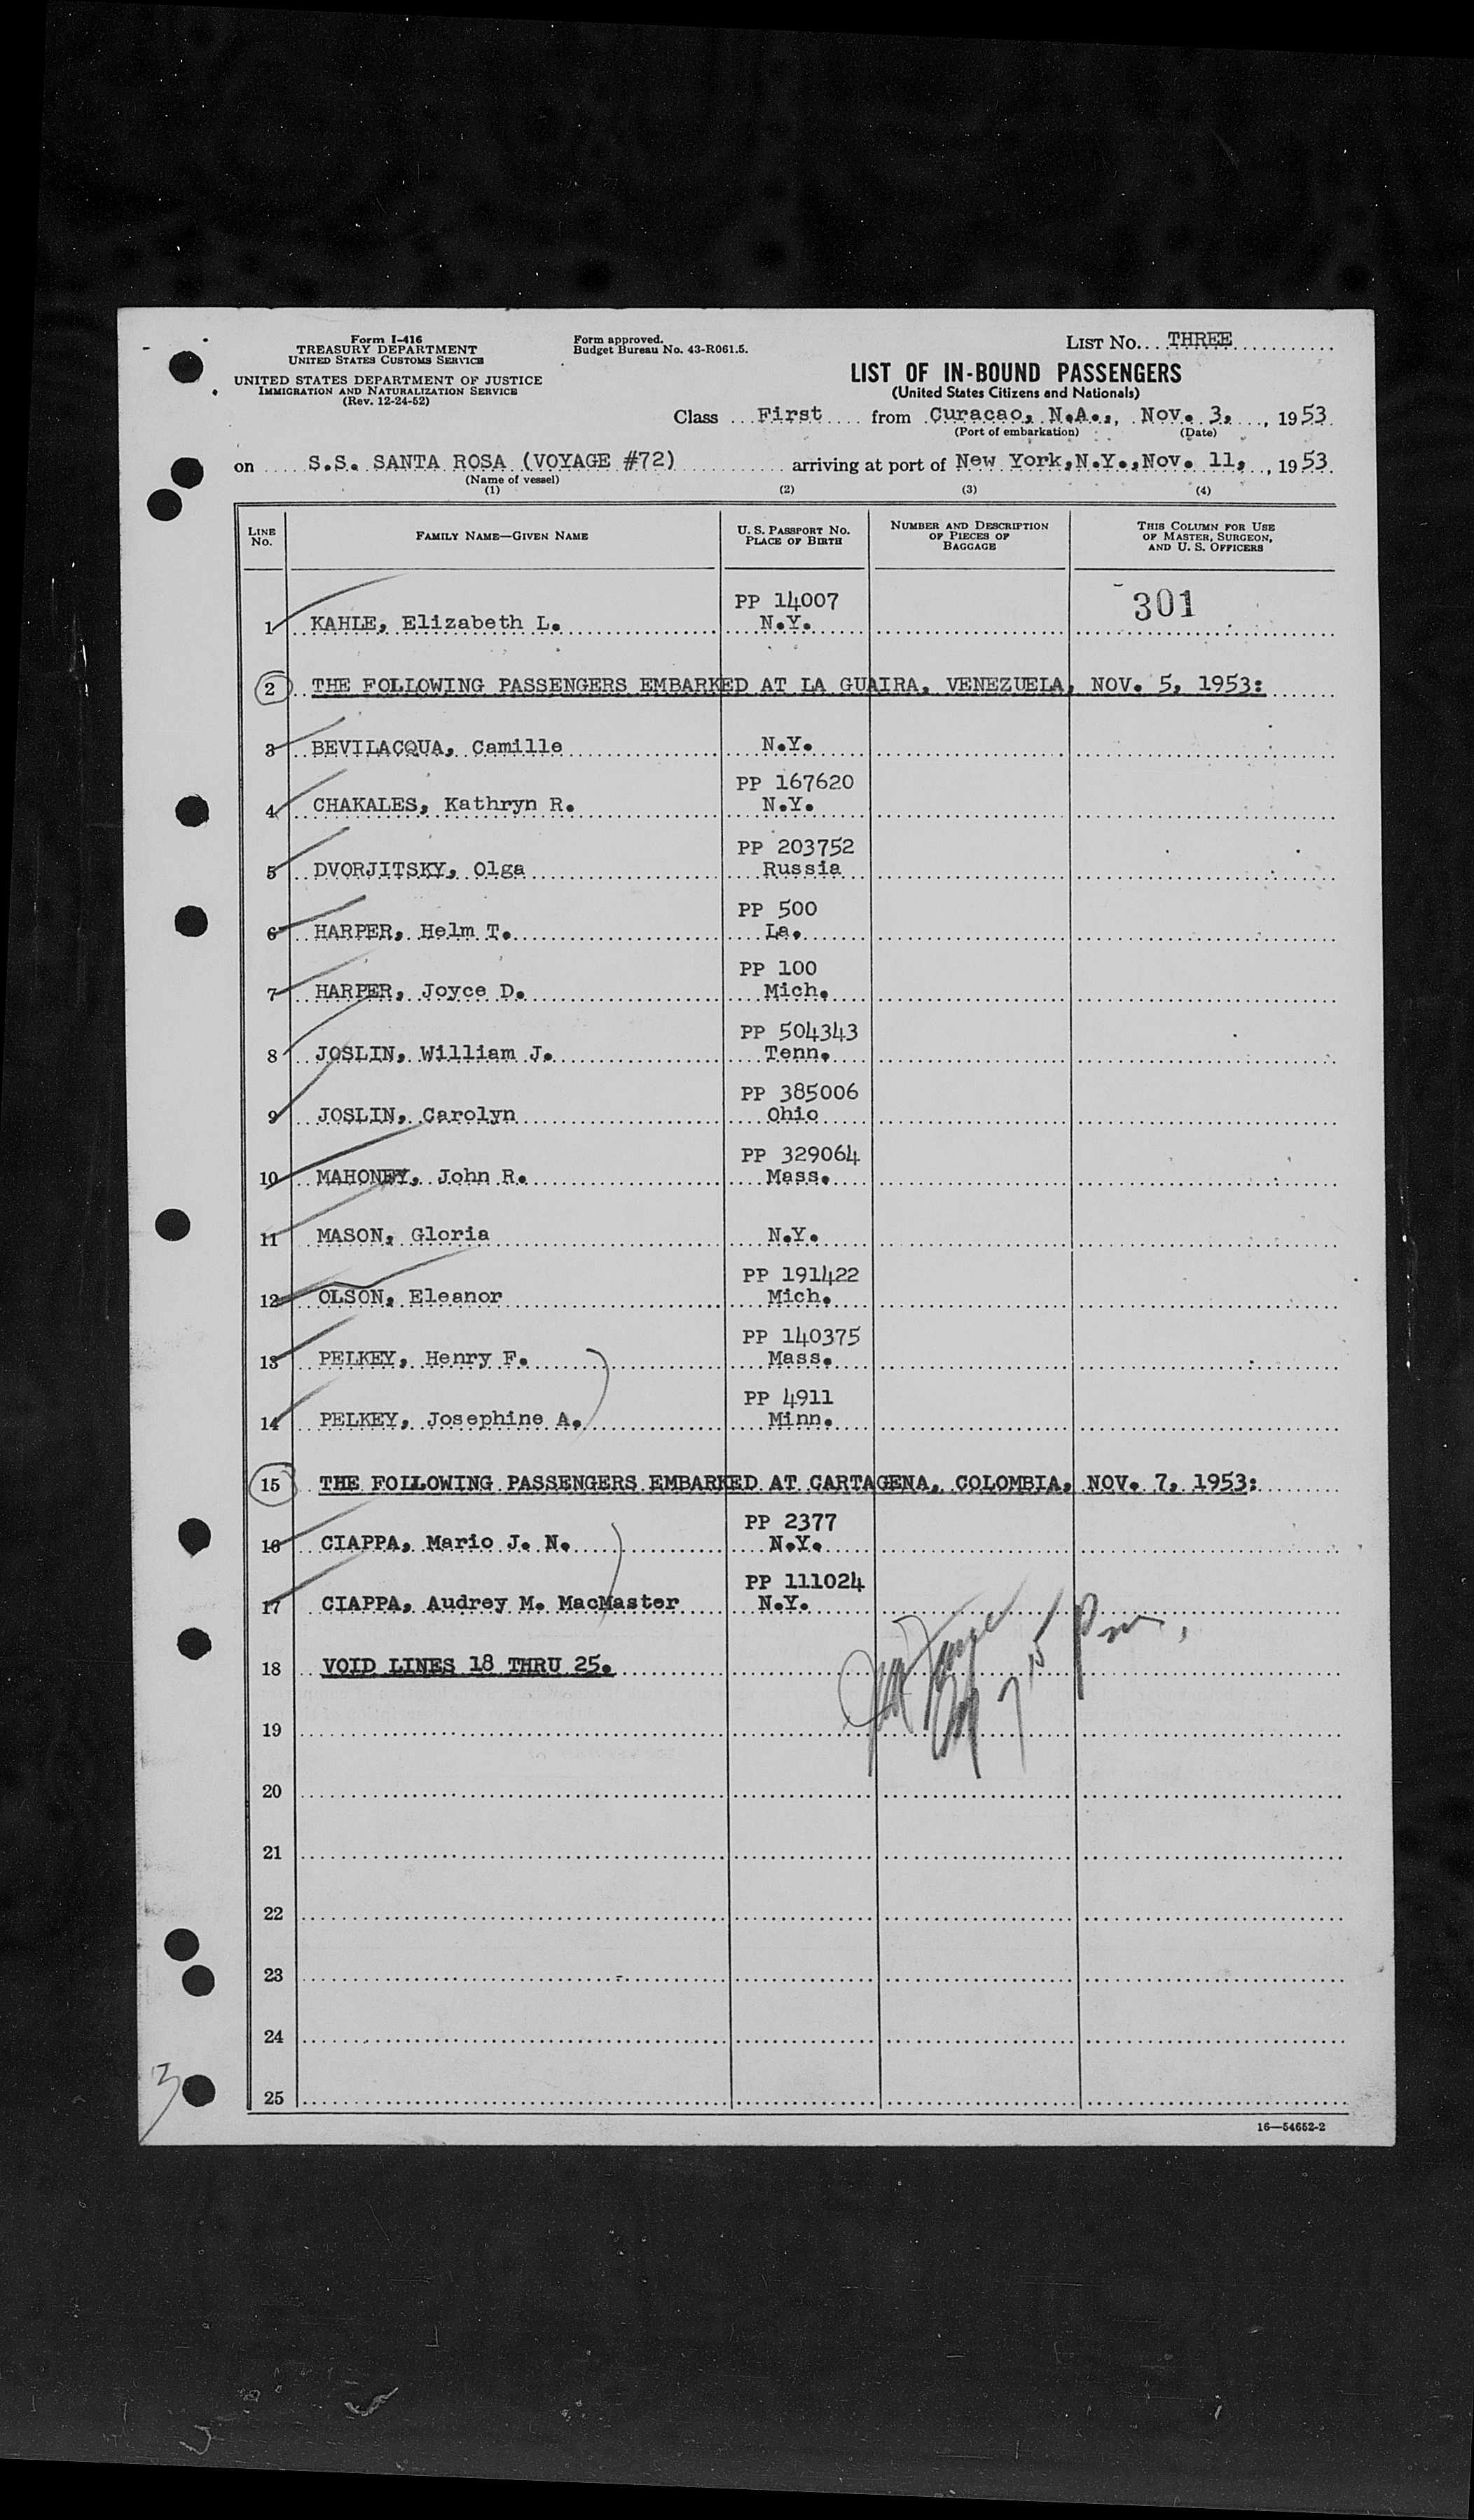 Form I-416
TREASURY DEPARTMENT
UNITED STATES CUSTOMS SERVICE
UNITED STATES DEPARTMENT OF JUSTICE
IMMIGRATION AND NATURALIZATION SERVICE
(Rev. 12-24-52)
Form approved.
Budget Bureau No. 43-R061.5.
LIST No. THREE
LIST OF IN-BOUND PASSENGERS
(United States Citizens and Nationals)
Class First from Curacao, N.A., Nov. 3, , 1953
(Port of embarkation) (Date)
on S.S. SANTA ROSA (VOYAGE #72) arriving at port of New York,N.Y.,Nov. 11, , 1953
(Name of vessel)
(1) (2) (3) (4)
LINE No. FAMILY NAME—GIVEN NAME U. S. PASSPORT No. PLACE OF BIRTH NUMBER AND DESCRIPTION OF PIECES OF BAGGAGE THIS COLUMN FOR USE OF MASTER, SURGEON, AND U. S. OFFICERS
PP 14007 301
1 KAHLE, Elizabeth L. N.Y.
2 THE FOLLOWING PASSENGERS EMBARKED AT LA GUAIRA, VENEZUELA, NOV. 5, 1953:
3 BEVILACQUA, Camille N.Y.
PP 167620
4 CHAKALES, Kathryn R. N.Y.
PP 203752
5 DVORJITSKY, Olga Russia
PP 500
6 HARPER, Helm T. La.
PP 100
7 HARPER, Joyce D. Mich.
PP 504343
8 JOSLIN, William J. Tenn.
PP 385006
9 JOSLIN, Carolyn Ohio
PP 329064
10 MAHONEY, John R. Mass.
11 MASON, Gloria N.Y.
PP 191422
12 OLSON, Eleanor Mich.
PP 140375
13 PELKEY, Henry F. Mass.
PP 4911
14 PELKEY, Josephine A. Minn.
15 THE FOLLOWING PASSENGERS EMBARKED AT CARTAGENA, COLOMBIA, NOV. 7, 1953:
PP 2377
16 CIAPPA, Mario J. N. N.Y.
PP 111024
17 CIAPPA, Audrey M. MacMaster N.Y.
18 VOID LINES 18 THRU 25.
19
20
21
22
23
24
25
3
16—54652-2